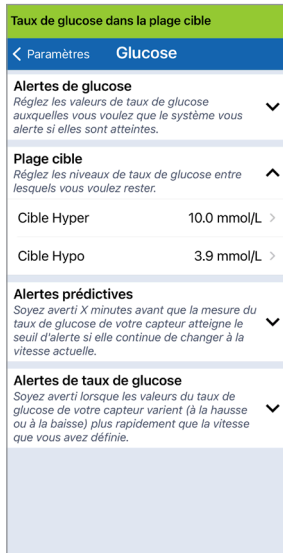 Taux de glucose dans la plage cible
Paramètres Glucose
Alertes de glucose
Réglez les valeurs de taux de glucose
auxquelles vous voulez que le système vous
alerte si elles sont atteintes.
Plage cible
Réglez les niveaux de taux de glucose entre
lesquels vous voulez rester.
Cible Hyper 10.0 mmol/L
Cible Hypo 3.9 mmol/L
Alertes prédictives
Soyez averti X minutes avant que la mesure du
taux de glucose de votre capteur atteigne le
seuil d'alerte si elle continue de changer à la
vitesse actuelle.
Alertes de taux de glucose
Soyez averti lorsque les valeurs du taux de
glucose de votre capteur varient (à la hausse
ou à la baisse) plus rapidement que la vitesse
que vous avez définie.